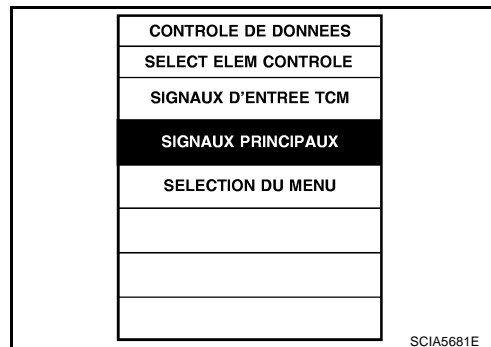 CONTROLE DE DONNEES
SELECT ELEM CONTROLE
SIGNAUX D'ENTREE TCM
SIGNAUX PRINCIPAUX
SELECTION DU MENU
SCIA5681E